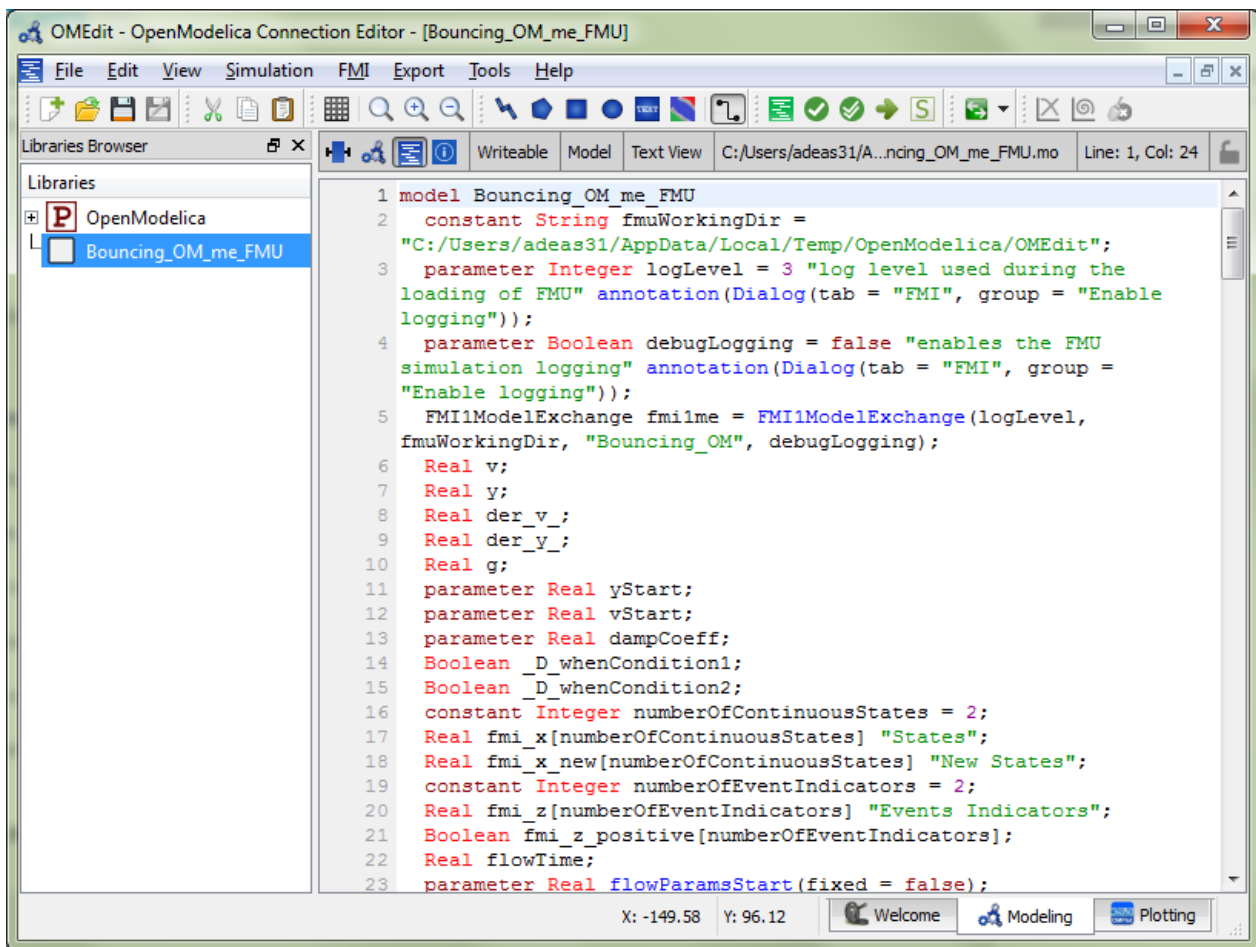 OMEdit - OpenModelica Connection Editor - [Bouncing_OM_me_FMU]
File Edit View Simulation FMI Export Tools Help
TEXT
S
Libraries Browser
Writeable Model Text View C:/Users/adeas31/A...ncing_OM_me_FMU.mo Line: 1, Col: 24
Libraries
P OpenModelica
Bouncing_OM_me_FMU
1 model Bouncing_OM_me_FMU
2 constant String fmuWorkingDir =
"C:/Users/adeas31/AppData/Local/Temp/OpenModelica/OMEdit";
3 parameter Integer logLevel = 3 "log level used during the
loading of FMU" annotation(Dialog(tab = "FMI", group = "Enable
logging"));
4 parameter Boolean debugLogging = false "enables the FMU
simulation logging" annotation(Dialog(tab = "FMI", group =
"Enable logging"));
5 FMI1ModelExchange fmi1me = FMI1ModelExchange(logLevel,
fmuWorkingDir, "Bouncing_OM", debugLogging);
6 Real v;
7 Real y;
8 Real der_v_;
9 Real der_y_;
10 Real g;
11 parameter Real yStart;
12 parameter Real vStart;
13 parameter Real dampCoeff;
14 Boolean _D_whenCondition1;
15 Boolean _D_whenCondition2;
16 constant Integer numberOfContinuousStates = 2;
17 Real fmi_x[numberOfContinuousStates] "States";
18 Real fmi_x_new[numberOfContinuousStates] "New States";
19 constant Integer numberOfEventIndicators = 2;
20 Real fmi_z[numberOfEventIndicators] "Events Indicators";
21 Boolean fmi_z_positive[numberOfEventIndicators];
22 Real flowTime;
23 parameter Real flowParamsStart(fixed = false);
X: -149.58 Y: 96.12 Welcome Modeling Plotting